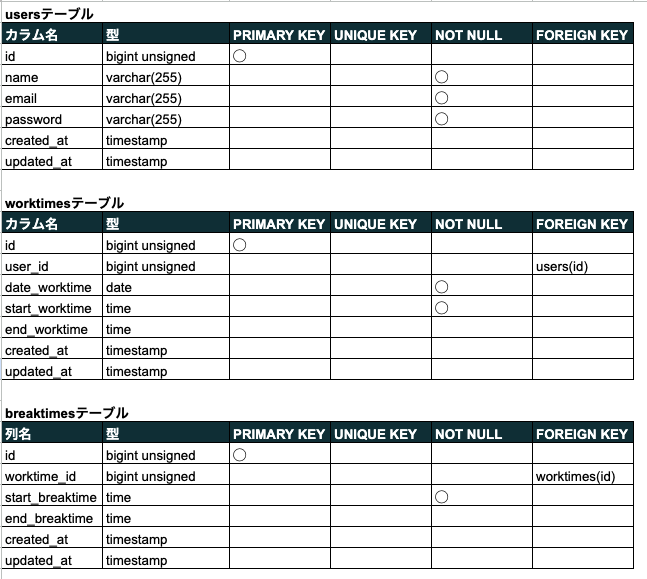 usersテーブル
カラム名 型 PRIMARY KEY UNIQUE KEY NOT NULL FOREIGN KEY
id bigint unsigned ○
name varchar(255) ○
email varchar(255) ○
password varchar(255) ○
created_at timestamp
updated_at timestamp
worktimesテーブル
カラム名 型 PRIMARY KEY UNIQUE KEY NOT NULL FOREIGN KEY
id bigint unsigned ○
user_id bigint unsigned users(id)
date_worktime date ○
start_worktime time ○
end_worktime time
created_at timestamp
updated_at timestamp
breaktimesテーブル
列名 型 PRIMARY KEY UNIQUE KEY NOT NULL FOREIGN KEY
id bigint unsigned ○
worktime_id bigint unsigned worktimes(id)
start_breaktime time ○
end_breaktime time
created_at timestamp
updated_at timestamp